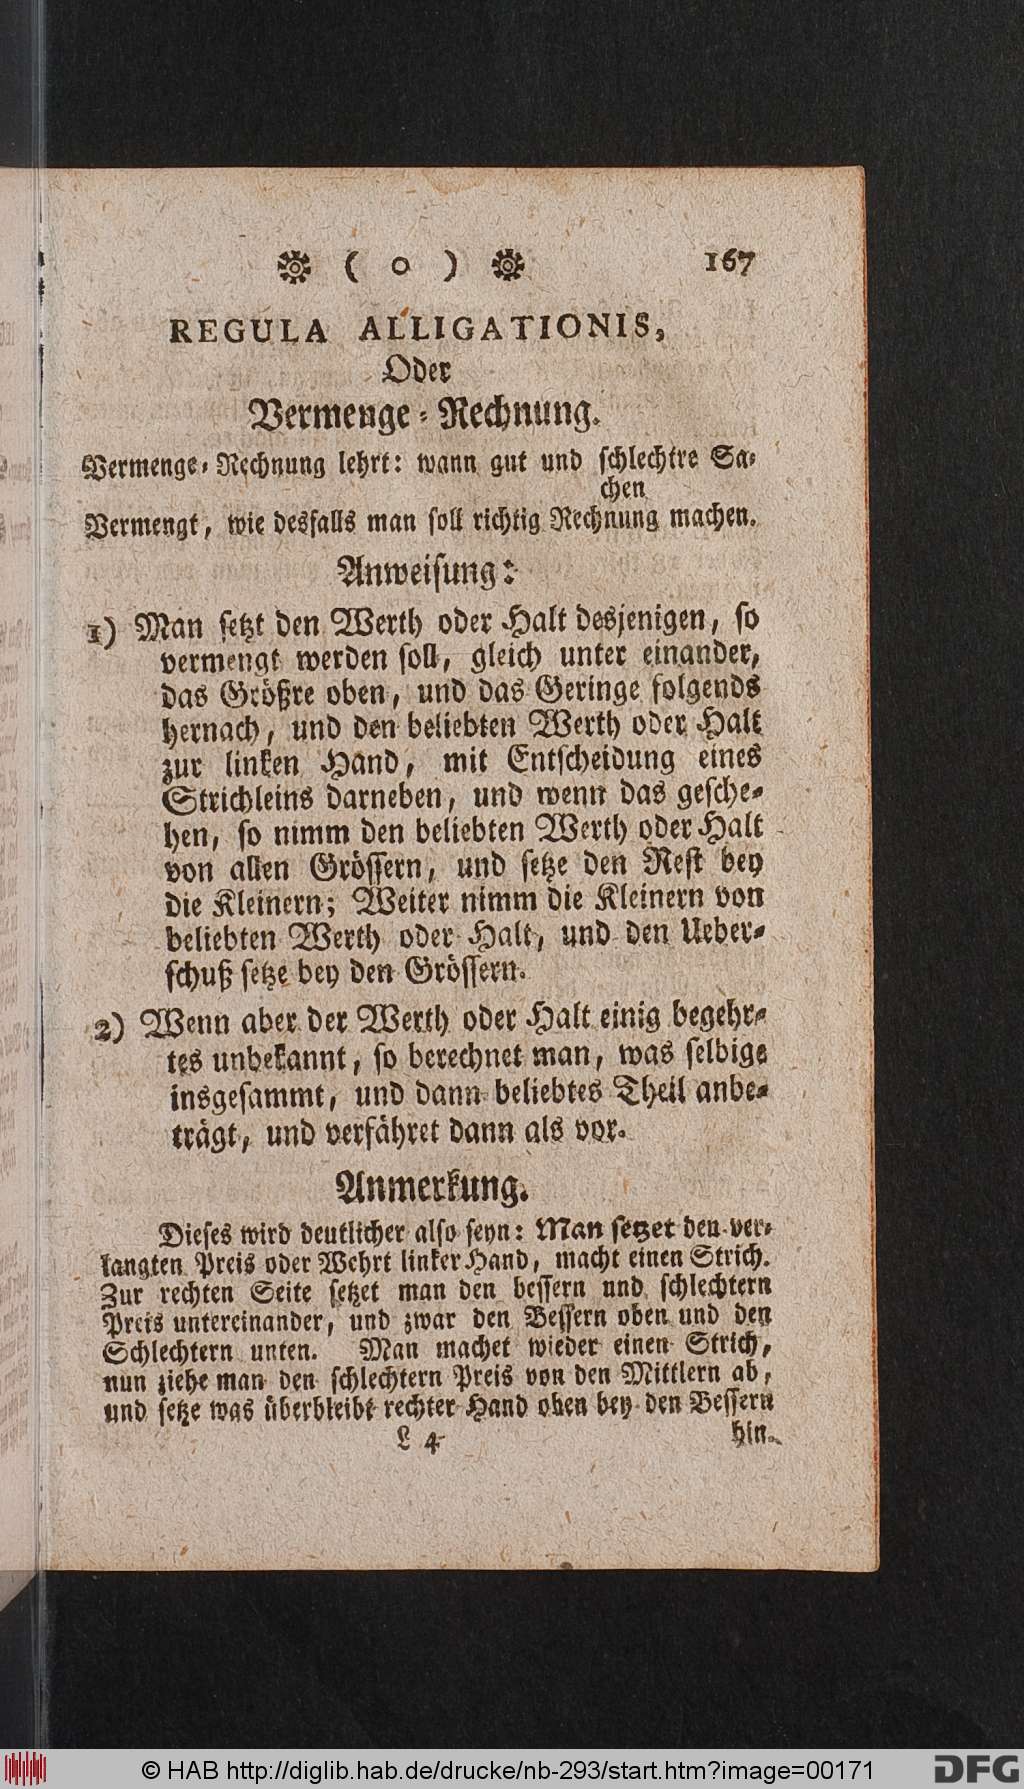 ( o ) 167
REGULA ALLIGATIONIS,
Oder
Vermenge-Rechnung.
Vermenge-Rechnung lehrt: wann gut und schlechtre Sa-
chen
Vermengt, wie desfalls man soll richtig Rechnung machen.
Anweisung:
1) Man setzt den Werth oder Halt desjenigen, so
vermengt werden soll, gleich unter einander,
das Größre oben, und das Geringe folgends
hernach, und den beliebten Werth oder Halt
zur linken Hand, mit Entscheidung eines
Strichleins darneben, und wenn das gesche-
hen, so nimm den beliebten Werth oder Halt
von allen Grössern, und setze den Rest bey
die Kleinern; Weiter nimm die Kleinern von
beliebten Werth oder Halt, und den Ueber-
schuß setze bey den Grössern.
2) Wenn aber der Werth oder Halt einig begehr-
tes unbekannt, so berechnet man, was selbige
insgesammt, und dann beliebtes Theil anbe-
trägt, und verfähret dann als vor.
Anmerkung.
Dieses wird deutlicher also seyn: Man setzet den ver-
langten Preis oder Wehrt linker Hand, macht einen Strich.
Zur rechten Seite setzet man den bessern und schlechtern
Preis untereinander, und zwar den Bessern oben und den
Schlechtern unten. Man machet wieder einen Strich,
nun ziehe man den schlechtern Preis von den Mittlern ab,
und setze was überbleibt rechter Hand oben bey den Bessern
L 4 hin.
© HAB http://diglib.hab.de/drucke/nb-293/start.htm?image=00171 DFG